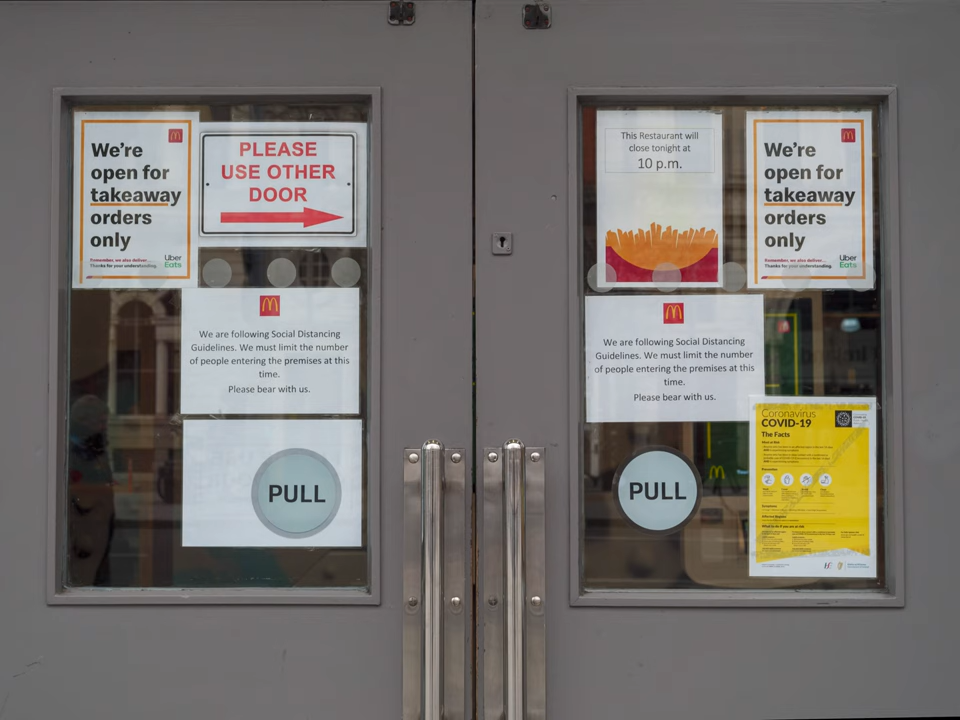 We're
open for
takeaway
orders
only
Remember, we also deliver.
Thanks for your understanding.
Uber
Eats
PLEASE
USE OTHER
DOOR
We are following Social Distancing
Guidelines. We must limit the number
of people entering the premises at this
time.
Please bear with us.
PULL
This Restaurant will
close tonight at
10 p.m.
We're
open for
takeaway
orders
only
Remember, we also deliver.
Thanks for your understanding.
Uber
Eats
We are following Social Distancing
Guidelines. We must limit the number
of people entering the premises at this
time.
Please bear with us.
PULL
Coronavirus
COVID-19
The Facts